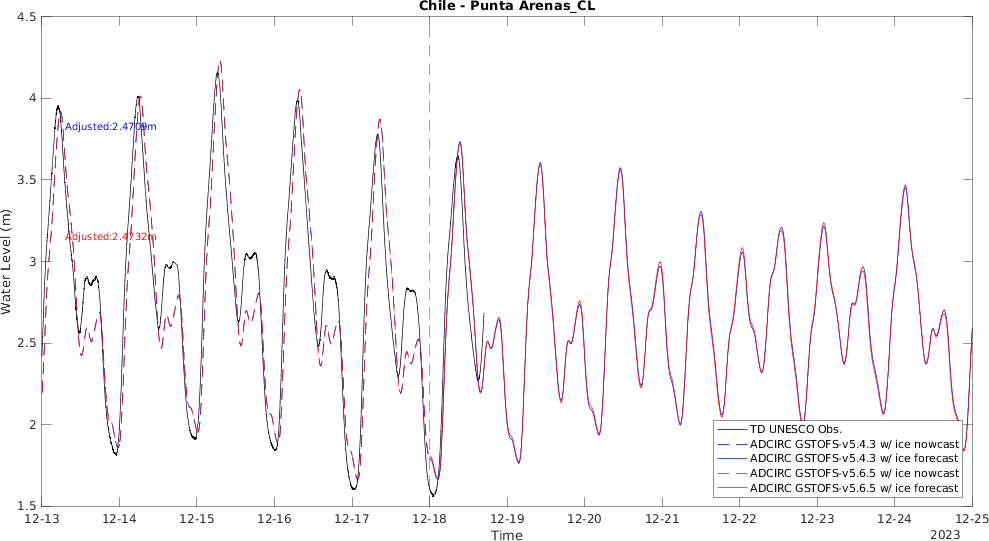 Chile - Punta Arenas_CL
4.5
4
3.5
3
2.5
2
1.5
Water Level (m)
Adjusted:2.4709m
Adjusted:2.4732m
TD UNESCO Obs.
ADCIRC GSTOFS-v5.4.3 w/ ice nowcast
ADCIRC GSTOFS-v5.4.3 w/ ice forecast
ADCIRC GSTOFS-v5.6.5 w/ ice nowcast
ADCIRC GSTOFS-v5.6.5 w/ ice forecast
12-13 12-14 12-15 12-16 12-17 12-18 12-19 12-20 12-21 12-22 12-23 12-24 12-25
Time
2023